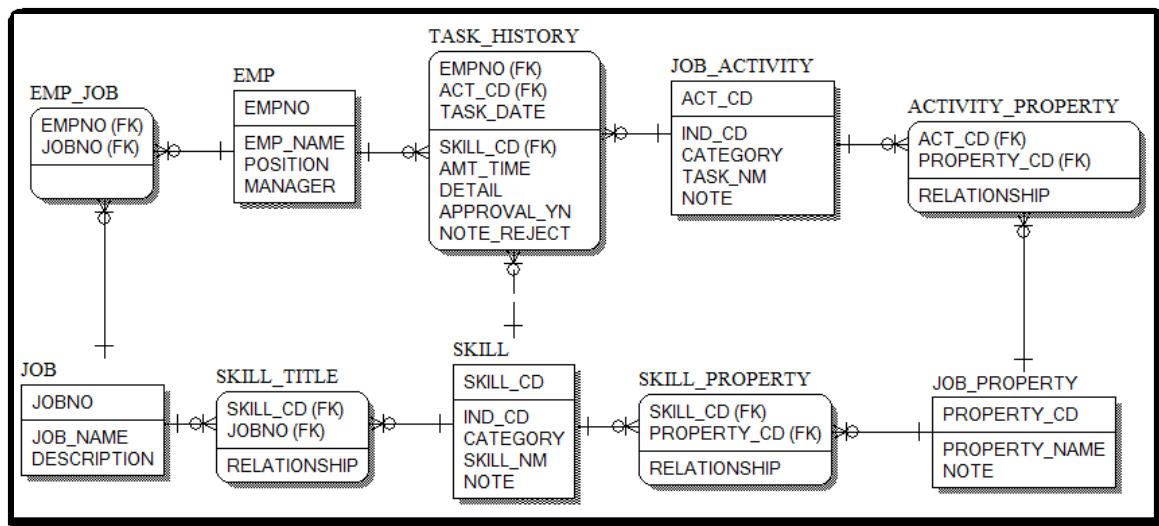 TASK_HISTORY
EMPNO (FK)
ACT_CD (FK)
TASK_DATE
SKILL_CD (FK)
AMT_TIME
DETAIL
APPROVAL_YN
NOTE_REJECT
EMP
EMPNO
EMP_NAME
POSITION
MANAGER
JOB_ACTIVITY
ACT_CD
IND_CD
CATEGORY
TASK_NM
NOTE
EMP_JOB
EMPNO (FK)
JOBNO (FK)
ACTIVITY_PROPERTY
ACT_CD (FK)
PROPERTY_CD (FK)
RELATIONSHIP
JOB
JOBNO
JOB_NAME
DESCRIPTION
SKILL_TITLE
SKILL_CD (FK)
JOBNO (FK)
RELATIONSHIP
SKILL
SKILL_CD
IND_CD
CATEGORY
SKILL_NM
NOTE
SKILL_PROPERTY
SKILL_CD (FK)
PROPERTY_CD (FK)
RELATIONSHIP
JOB_PROPERTY
PROPERTY_CD
PROPERTY_NAME
NOTE